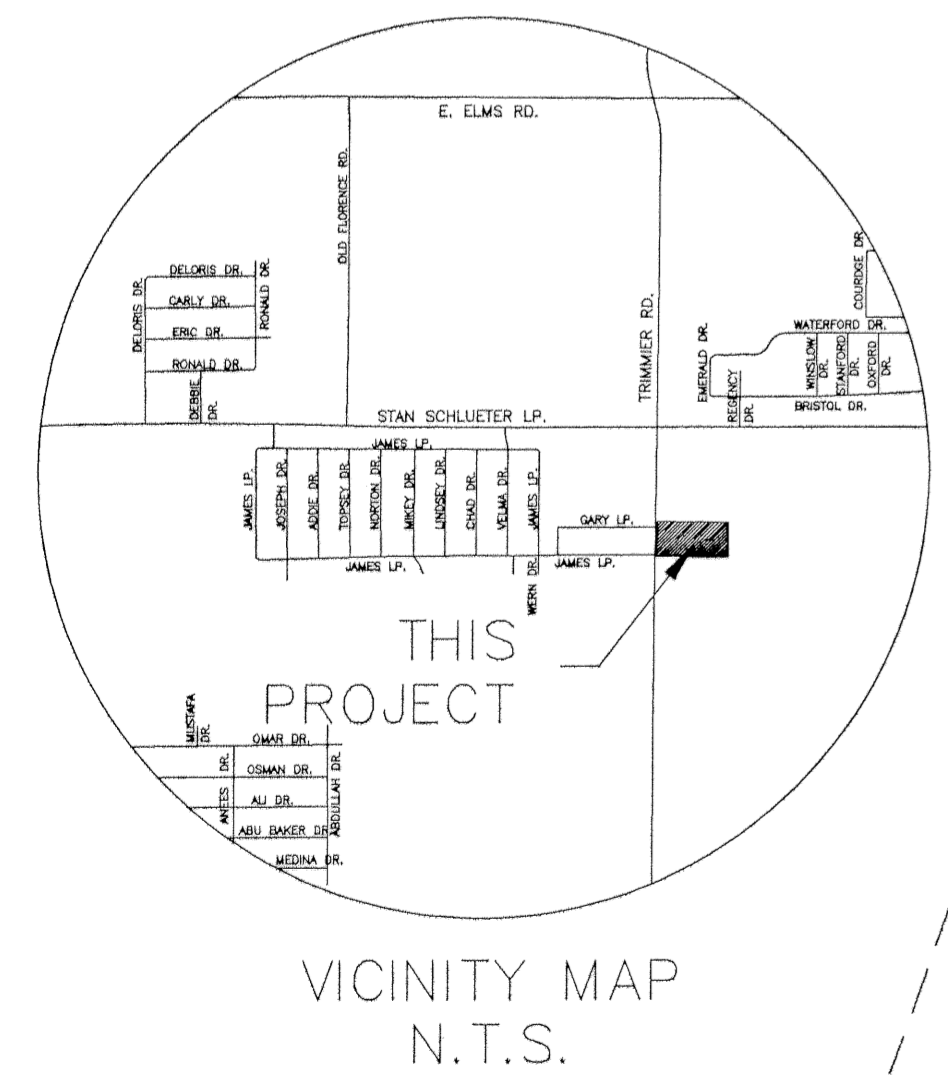 E. ELMS RD.
OLD FLORENCE RD.
TRIMMIER RD.
COURDGE DR.
DELORIS DR.
DELORIS DR.
CARLY DR.
ERIC DR.
RONALD DR.
RONALD DR.
DEBBIE
DR.
WATERFORD DR.
EMERALD DR.
REGENCY
DR.
WINSLOW
DR.
STANFORD
DR.
OXFORD
DR.
BRISTOL DR.
STAN SCHLUETER LP.
JAMES LP.
JAMES LP.
JOSEPH DR.
ADDIE DR.
TOPSEY DR.
NORTON DR.
MIKEY DR.
LINDSEY DR.
CHAD DR.
VELMA DR.
JAMES LP.
GARY LP.
JAMES LP.
JAMES LP.
WERN DR.
THIS
PROJECT
MUSTAFA
DR.
OMAR DR.
OSMAN DR.
ANEES DR.
ALI DR.
ABU BAKER DR
ABDULLAH DR.
MEDINA DR.
VICINITY MAP
N.T.S.